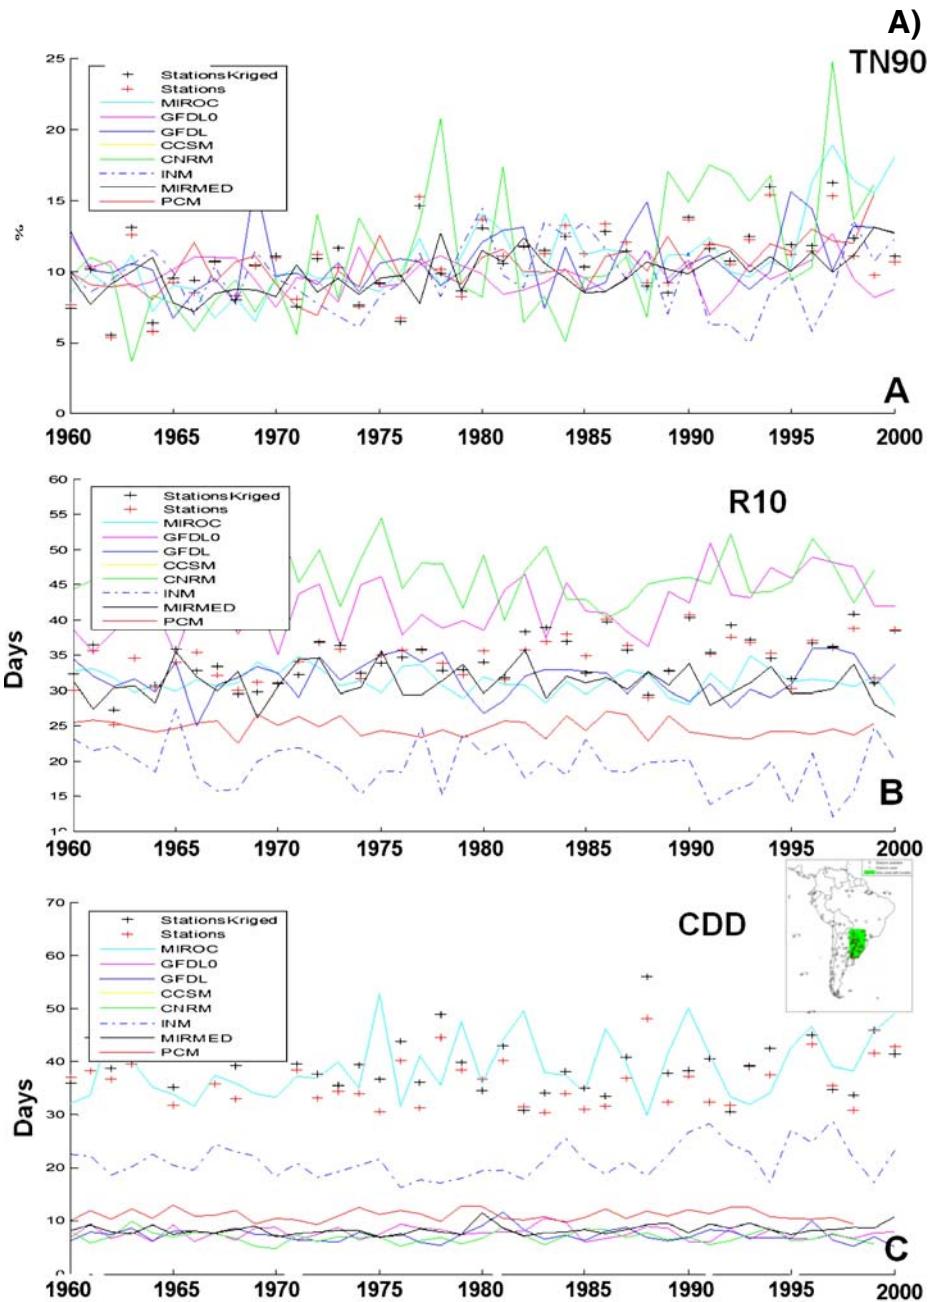 A)
TN90
25
20
15
10
5
0
%
StationsKriged
Stations
MIROC
GFDL0
GFDL
CCSM
CNRM
INM
MIRMED
PCM
A
1960 1965 1970 1975 1980 1985 1990 1995 2000
R10
60
55
50
45
40
35
30
25
20
15
Days
StationsKriged
Stations
MIROC
GFDL0
GFDL
CCSM
CNRM
INM
MIRMED
PCM
B
1960 1965 1970 1975 1980 1985 1990 1995 2000
CDD
70
60
50
40
30
20
10
0
Days
StationsKriged
Stations
MIROC
GFDL0
GFDL
CCSM
CNRM
INM
MIRMED
PCM
C
1960 1965 1970 1975 1980 1985 1990 1995 2000